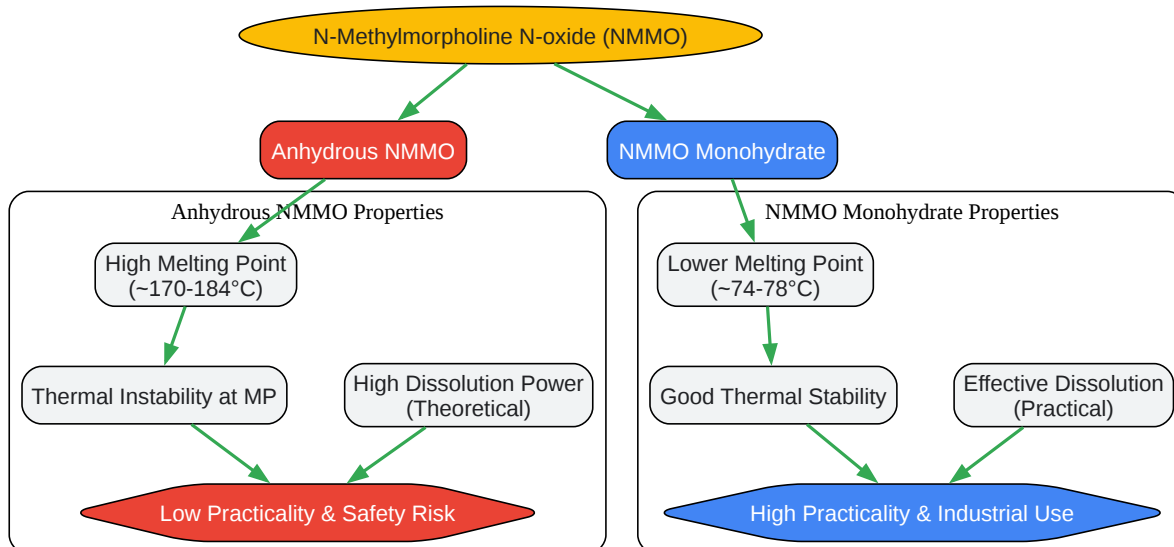 N-Methylmorpholine N-oxide (NMMO)
Anhydrous NMMO
NMMO Monohydrate
Anhydrous NMMO Properties
High Melting Point
(~170-184°C)
Thermal Instability at MP
High Dissolution Power
(Theoretical)
Low Practicality & Safety Risk
NMMO Monohydrate Properties
Lower Melting Point
(~74-78°C)
Good Thermal Stability
Effective Dissolution
(Practical)
High Practicality & Industrial Use